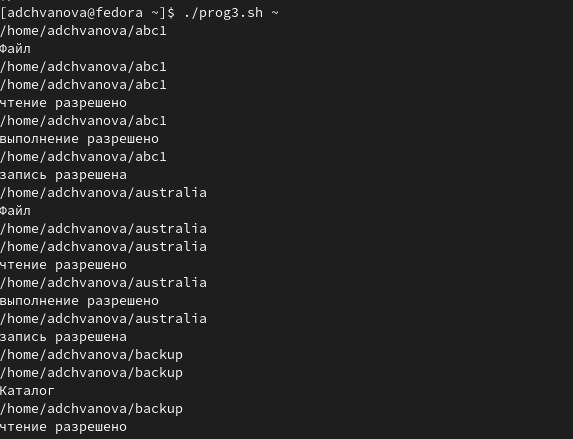 [adchvanova@fedora ~]$ ./prog3.sh ~
/home/adchvanova/abc1
Файл
/home/adchvanova/abc1
/home/adchvanova/abc1
чтение разрешено
/home/adchvanova/abc1
выполнение разрешено
/home/adchvanova/abc1
запись разрешена
/home/adchvanova/australia
Файл
/home/adchvanova/australia
/home/adchvanova/australia
чтение разрешено
/home/adchvanova/australia
выполнение разрешено
/home/adchvanova/australia
запись разрешена
/home/adchvanova/backup
/home/adchvanova/backup
Каталог
/home/adchvanova/backup
чтение разрешено